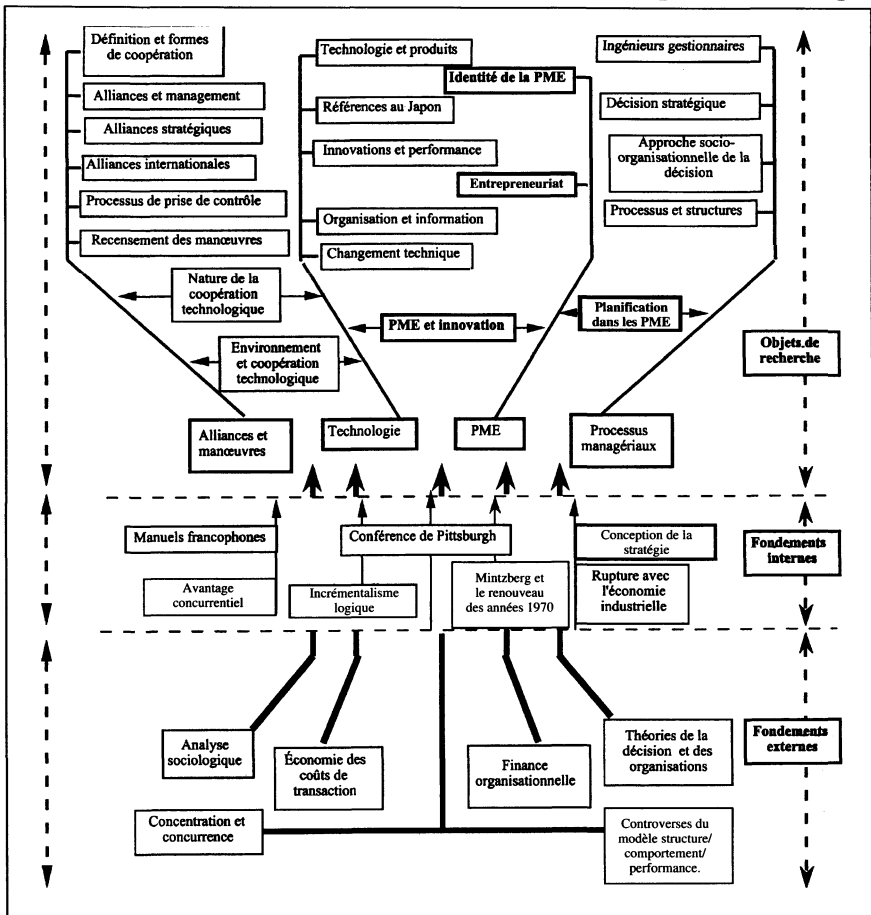 Définition et formes
de coopération
Alliances et management
Alliances stratégiques
Alliances internationales
Processus de prise de contrôle
Recensement des manœuvres
Technologie et produits
Identité de la PME
Références au Japon
Innovations et performance
Entrepreneuriat
Organisation et information
Changement technique
Ingénieurs gestionnaires
Décision stratégique
Approche socio-
organisationnelle de la
décision
Processus et structures
Nature de la
coopération
technologique
Environnement
et coopération
technologique
PME et innovation
Planification
dans les PME
Objets de
recherche
Alliances et
manœuvres
Technologie
PME
Processus
managériaux
Manuels francophones
Conférence de Pittsburgh
Conception de la
stratégie
Fondements
internes
Avantage
concurrentiel
Incrémentalisme
logique
Mintzberg et
le renouveau
des années 1970
Rupture avec
l'économie
industrielle
Analyse
sociologique
Économie des
coûts de
transaction
Finance
organisationnelle
Théories de la
décision et des
organisations
Fondements
externes
Concentration et
concurrence
Controverses du
modèle structure/
comportement/
performance.